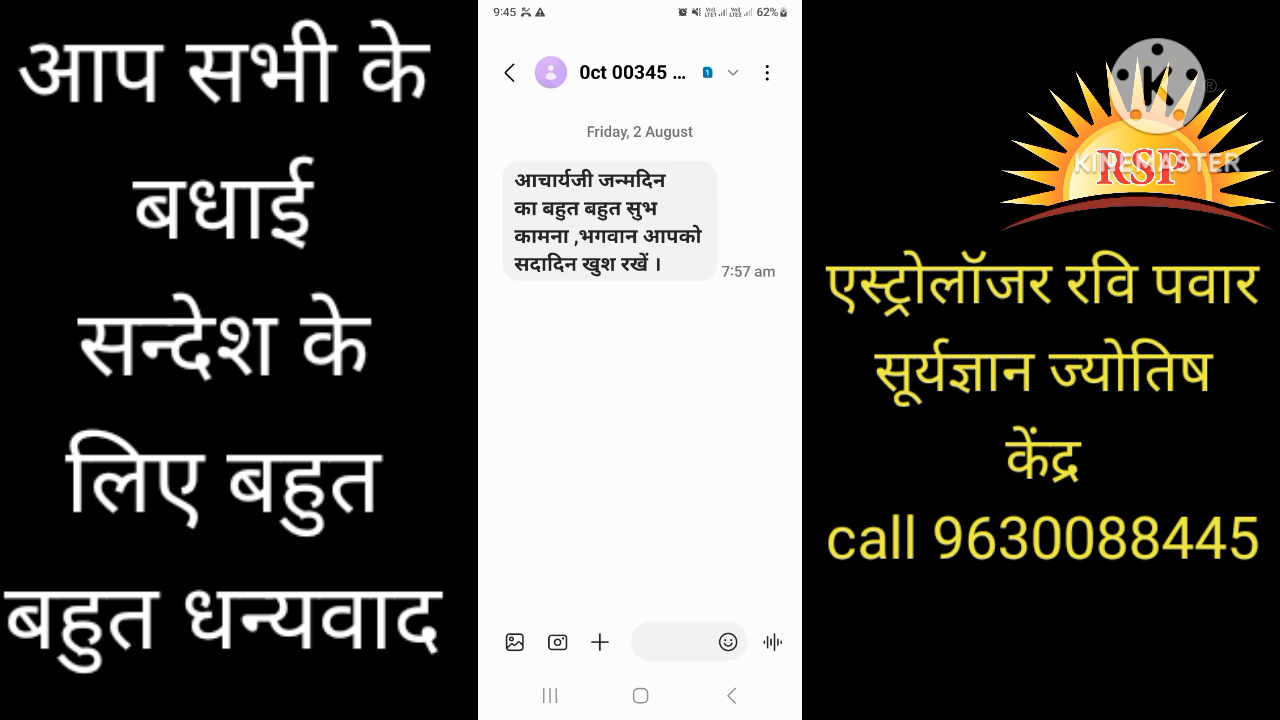 आप सभी के
बधाई
सन्देश के
लिए बहुत
बहुत धन्यवाद
9:45
62%
0ct 00345 ...
1
Friday, 2 August
आचार्यजी जन्मदिन
का बहुत बहुत सुभ
कामना ,भगवान आपको
सदादिन खुश रखें ।
7:57 am
K
®
KINEMASTER
RSP
एस्ट्रोलॉजर रवि पवार
सूर्यज्ञान ज्योतिष
केंद्र
call 9630088445